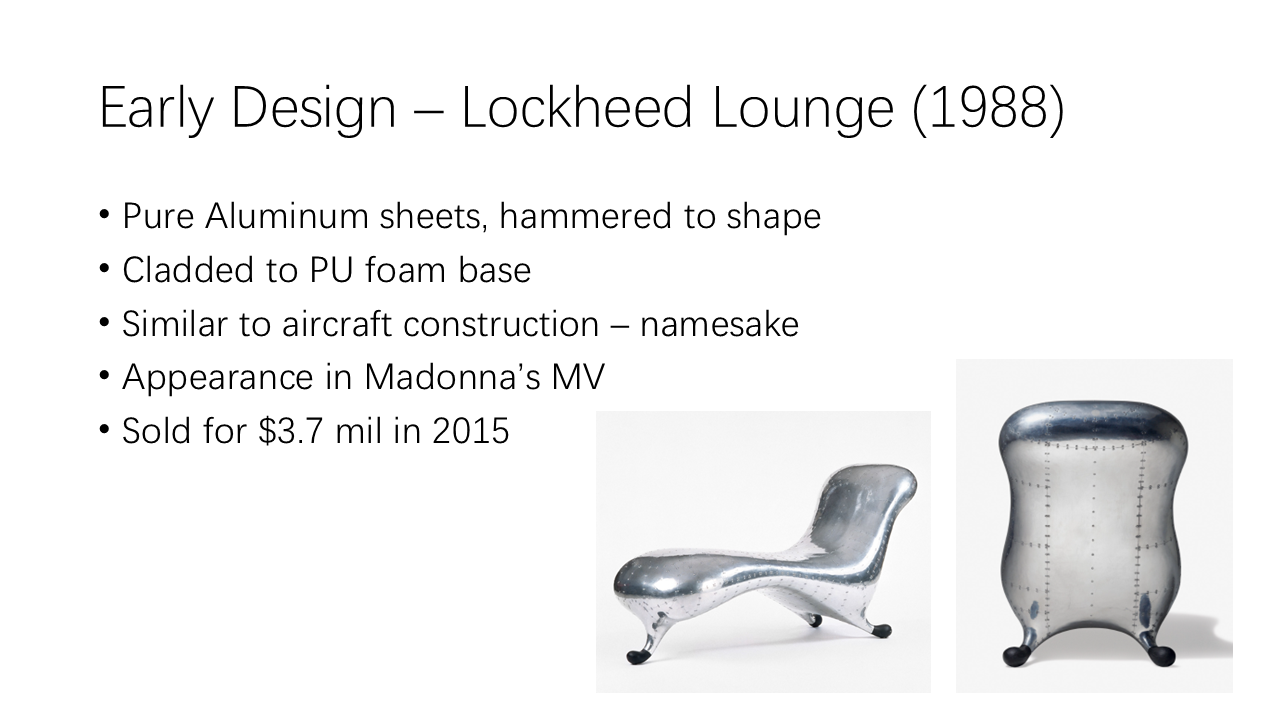 Early Design – Lockheed Lounge (1988)
• Pure Aluminum sheets, hammered to shape
• Cladded to PU foam base
• Similar to aircraft construction – namesake
• Appearance in Madonna’s MV
• Sold for $3.7 mil in 2015